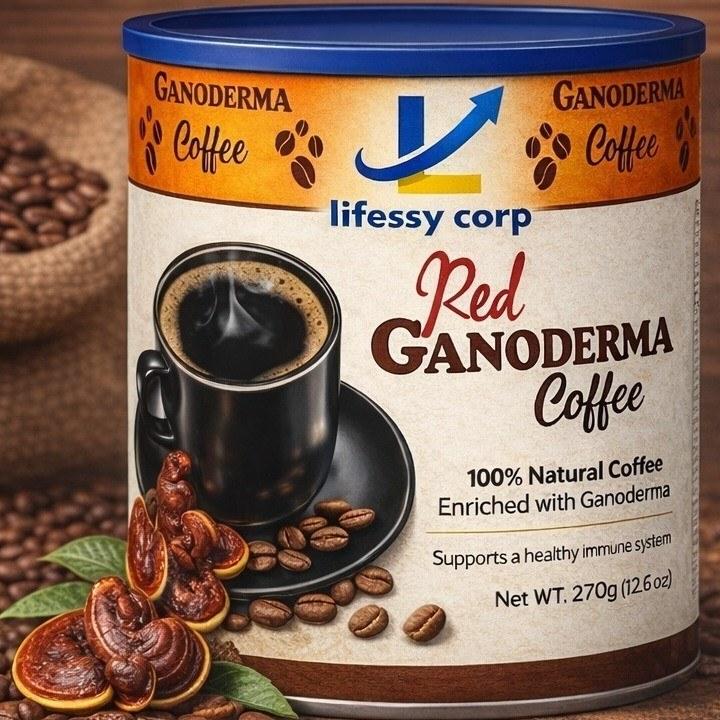 GANODERMA
Coffee
GANODERMA
Coffee
L
lifessy corp
Red
GANODERMA
Coffee
100% Natural Coffee
Enriched with Ganoderma
Supports a healthy immune system
Net WT. 270g (12.6 oz)